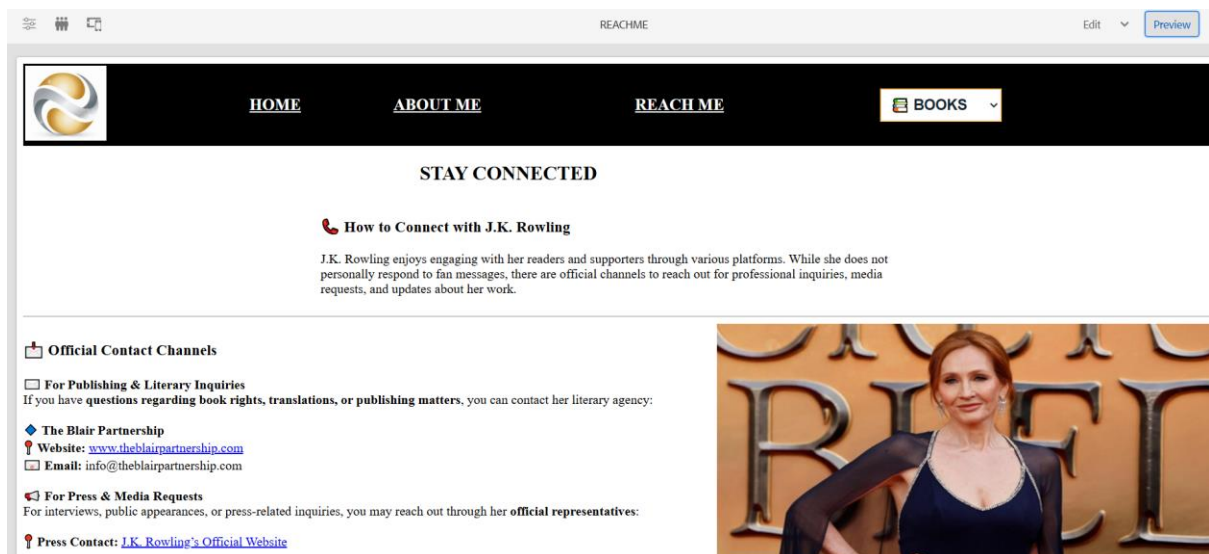 REACHME
Edit
Preview
HOME
ABOUT ME
REACH ME
BOOKS
STAY CONNECTED
How to Connect with J.K. Rowling
J.K. Rowling enjoys engaging with her readers and supporters through various platforms. While she does not
personally respond to fan messages, there are official channels to reach out for professional inquiries, media
requests, and updates about her work.
Official Contact Channels
For Publishing & Literary Inquiries
If you have questions regarding book rights, translations, or publishing matters, you can contact her literary agency:
The Blair Partnership
Website: www.theblairpartnership.com
Email: info@theblairpartnership.com
For Press & Media Requests
For interviews, public appearances, or press-related inquiries, you may reach out through her official representatives:
Press Contact: J.K. Rowling’s Official Website